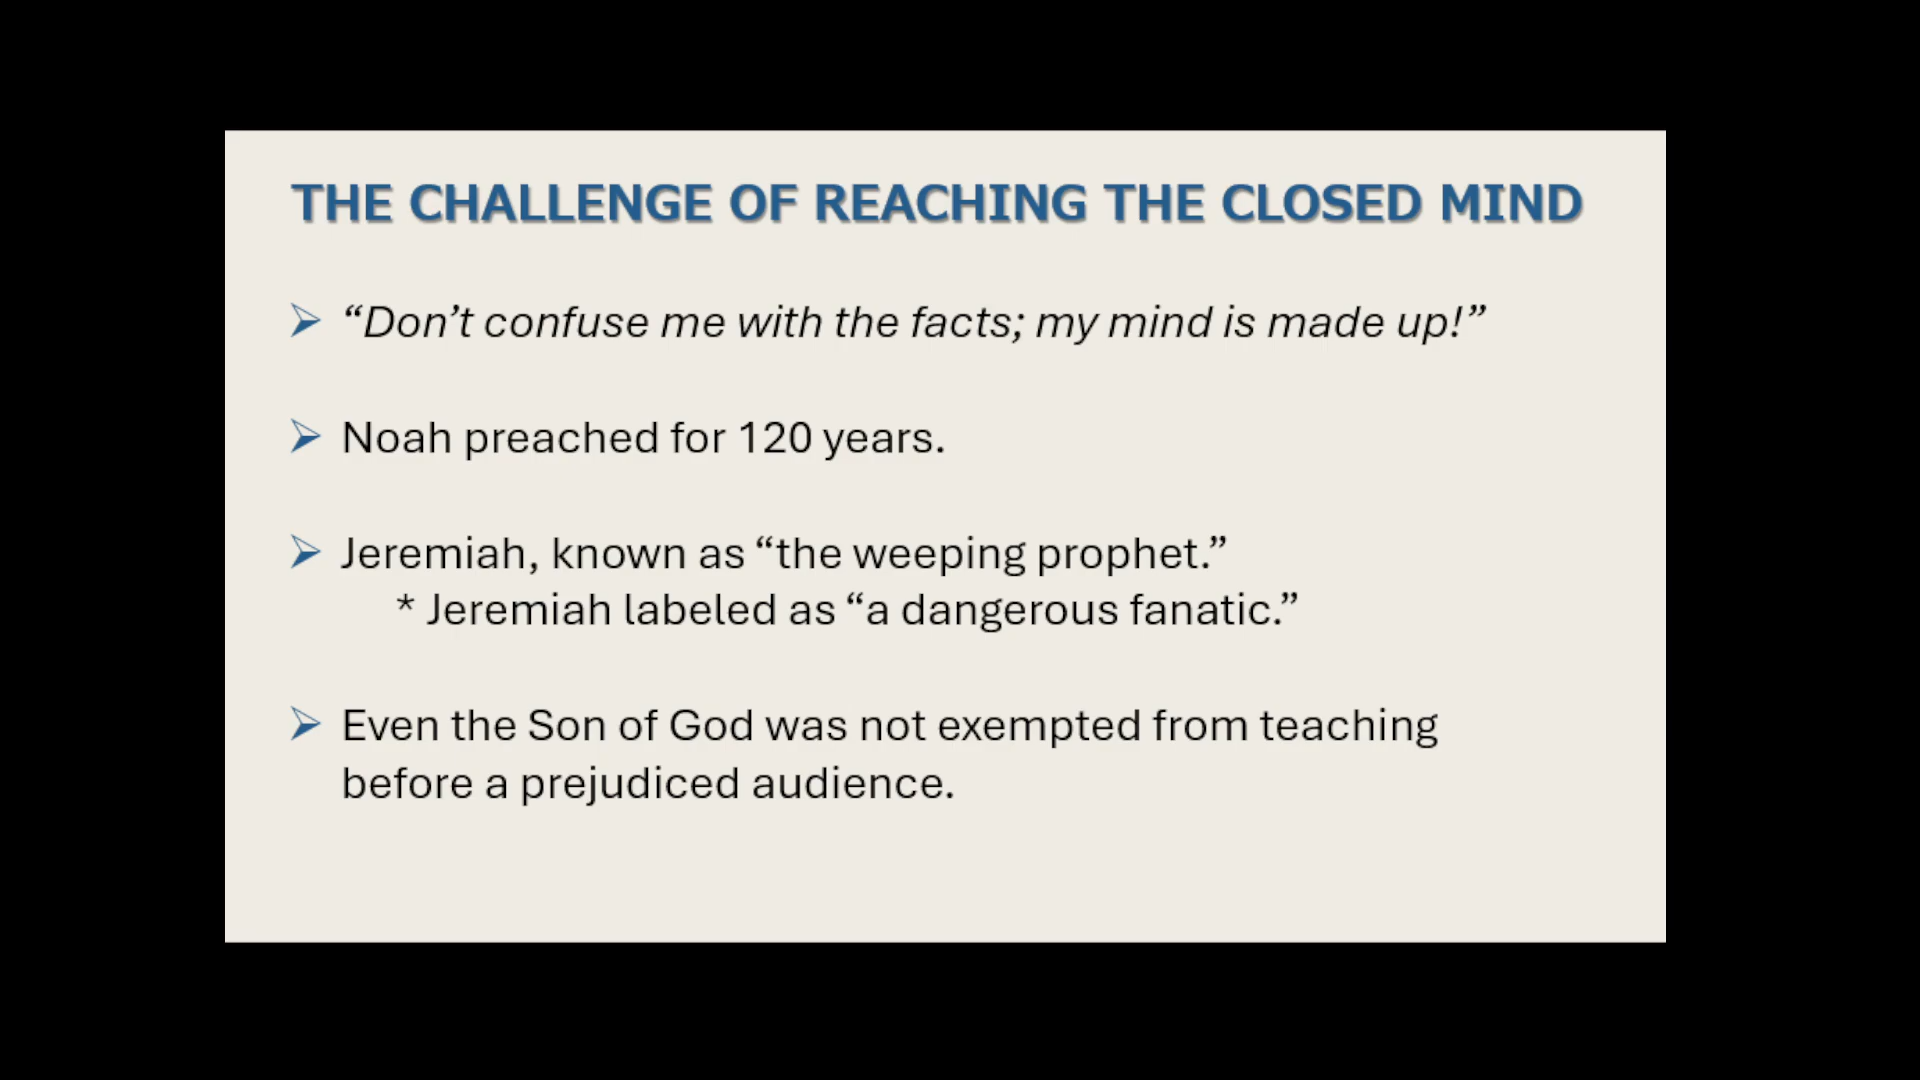 THE CHALLENGE OF REACHING THE CLOSED MIND
➢ “Don’t confuse me with the facts; my mind is made up!”
➢ Noah preached for 120 years.
➢ Jeremiah, known as “the weeping prophet.”
* Jeremiah labeled as “a dangerous fanatic.”
➢ Even the Son of God was not exempted from teaching
before a prejudiced audience.